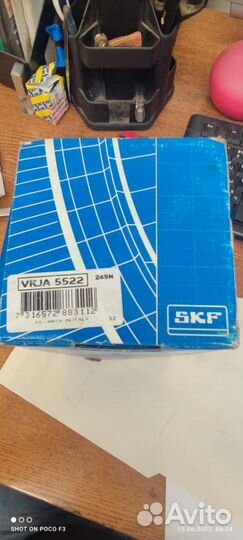 VKJA 5522
249N
7 316572 883112
MADE IN ITALY
12
SKF
SHOT ON POCO F3
Avito
15.06.2023 08:34